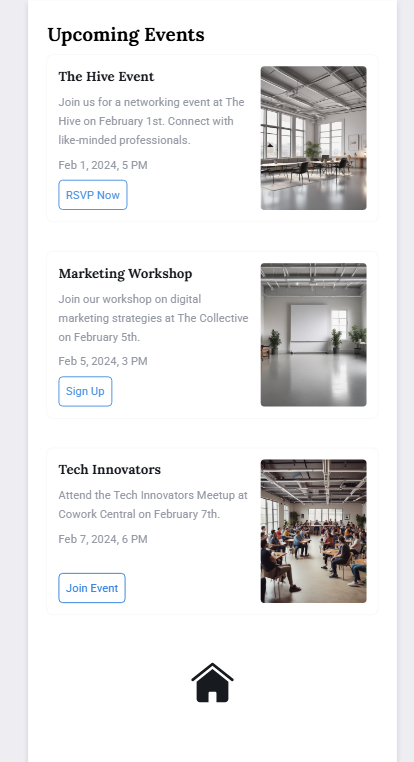 Upcoming Events
The Hive Event
Join us for a networking event at The
Hive on February 1st. Connect with
like-minded professionals.
Feb 1, 2024, 5 PM
RSVP Now
Marketing Workshop
Join our workshop on digital
marketing strategies at The Collective
on February 5th.
Feb 5, 2024, 3 PM
Sign Up
Tech Innovators
Attend the Tech Innovators Meetup at
Cowork Central on February 7th.
Feb 7, 2024, 6 PM
Join Event